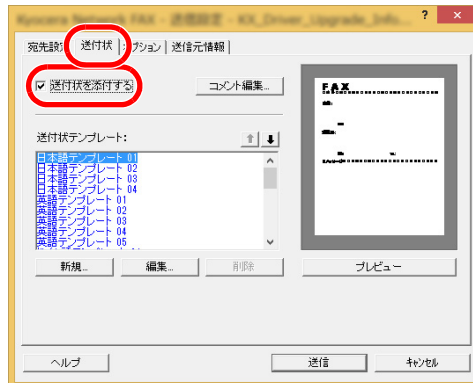 Kyocera Network FAX - 送信設定 - KX_Driver_Upgrade_Info...
送付状
オプション
送信元情報
送付状を添付する
コメント編集...
送付状テンプレート:
日本語テンプレート 01
日本語テンプレート 02
日本語テンプレート 03
日本語テンプレート 04
英語テンプレート 01
英語テンプレート 02
英語テンプレート 03
英語テンプレート 04
英語テンプレート 05
新規...
編集...
削除
FAX
プレビュー
ヘルプ
送信
キャンセル